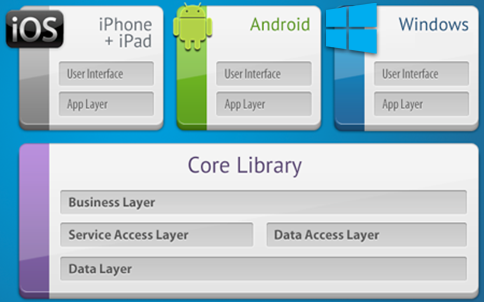 iOS
iPhone
+ iPad
User Interface
App Layer
Android
User Interface
App Layer
Windows
User Interface
App Layer
Core Library
Business Layer
Service Access Layer
Data Access Layer
Data Layer